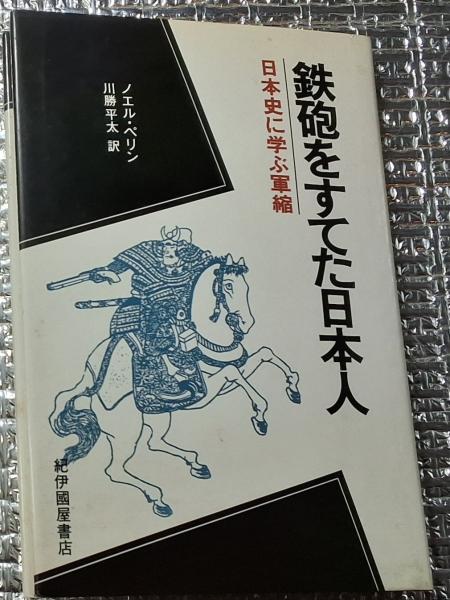 鉄砲をすてた日本人
日本史に学ぶ軍縮
ノエル・ペリン
川勝平太 訳
紀伊國屋書店